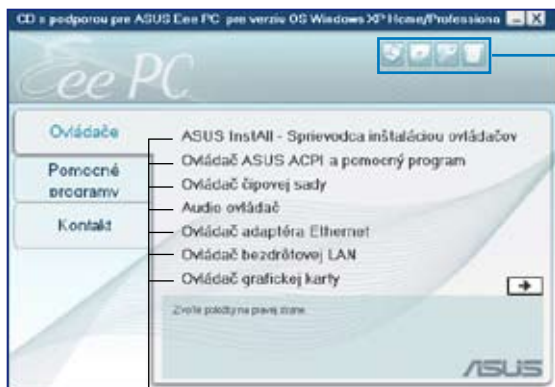 CD s podporou pre ASUS Eee PC pre verziu OS Windows XP Home/Professiona
Eee PC
Ovládače
Pomocné
programy
Kontakt
ASUS InstAll - Sprievodca inštaláciou ovládačov
Ovládač ASUS ACPI a pomocný program
Ovládač čipovej sady
Audio ovládač
Ovládač adaptéra Ethernet
Ovládač bezdrôtovej LAN
Ovládač grafickej karty
Zvoľte položky na pravej strane.
ASUS